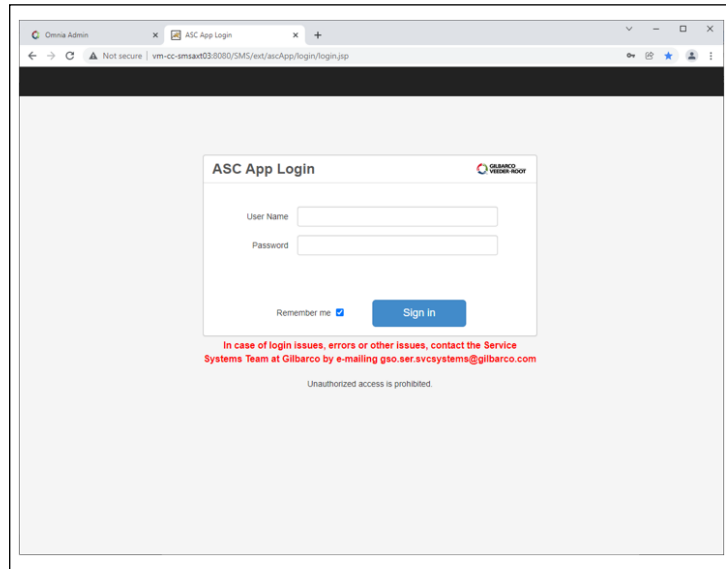 Omnia Admin
ASC App Login
Not secure | vm-cc-smsaxt03:8080/SMS/ext/ascApp/login/login.jsp
ASC App Login
GILBARCO
VEEDER-ROOT
User Name
Password
Remember me
Sign in
In case of login issues, errors or other issues, contact the Service
Systems Team at Gilbarco by e-mailing gso.ser.svcsystems@gilbarco.com
Unauthorized access is prohibited.